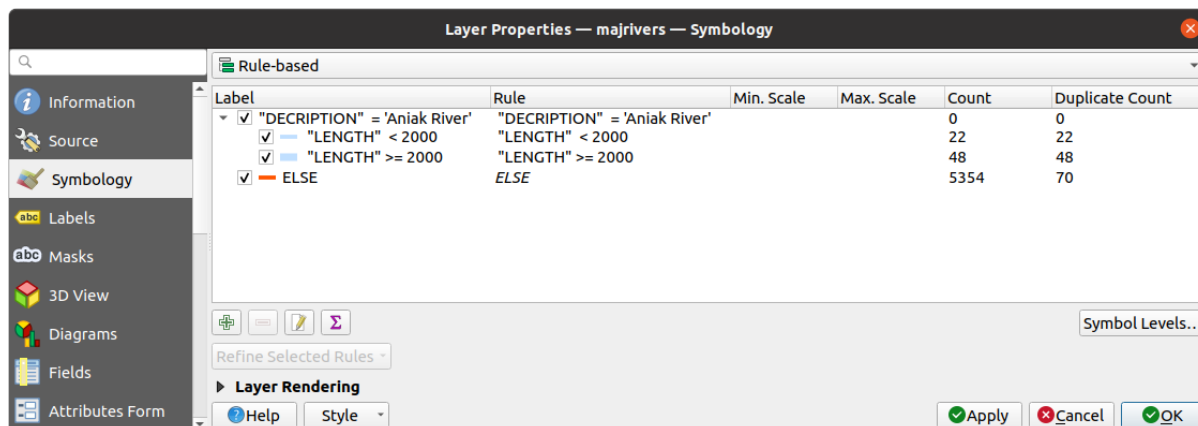 Layer Properties — majrivers — Symbology
Rule-based
Information
Source
Symbology
Labels
Masks
3D View
Diagrams
Fields
Attributes Form
Label Rule Min. Scale Max. Scale Count Duplicate Count
"DECRIPTION" = 'Aniak River' "DECRIPTION" = 'Aniak River' 0 0
"LENGTH" < 2000 "LENGTH" < 2000 22 22
"LENGTH" >= 2000 "LENGTH" >= 2000 48 48
ELSE ELSE 5354 70
Symbol Levels..
Refine Selected Rules
Layer Rendering
Help Style Apply Cancel OK